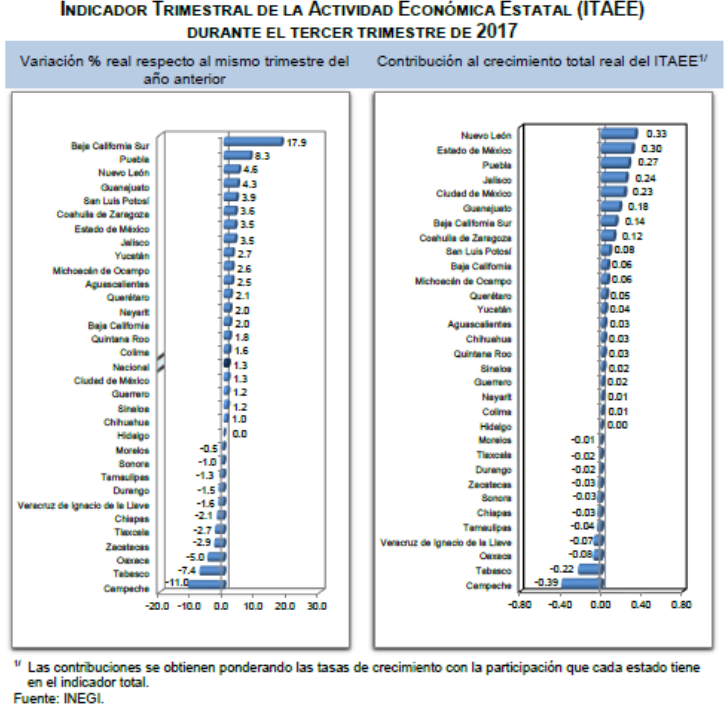 INDICADOR TRIMESTRAL DE LA ACTIVIDAD ECONÓMICA ESTATAL (ITAEE)
DURANTE EL TERCER TRIMESTRE DE 2017
Variación % real respecto al mismo trimestre del
año anterior
Baja California Sur 17.9
Puebla 8.3
Nuevo León 4.6
Guanajuato 4.3
San Luis Potosí 3.9
Coahuila de Zaragoza 3.6
Estado de México 3.5
Jalisco 3.5
Yucatán 2.7
Michoacán de Ocampo 2.6
Aguascalientes 2.5
Querétaro 2.1
Nayarit 2.0
Baja California 2.0
Quintana Roo 1.8
Colima 1.6
Nacional 1.3
Ciudad de México 1.3
Guerrero 1.2
Sinaloa 1.2
Chihuahua 1.0
Hidalgo 0.0
Morelos -0.5
Sonora -1.0
Tamaulipas -1.3
Durango -1.5
Veracruz de Ignacio de la Llave -1.6
Chiapas -2.1
Tlaxcala -2.7
Zacatecas -2.9
Oaxaca -5.0
Tabasco -7.4
Campeche -11.0
-20.0 -10.0 0.0 10.0 20.0 30.0
Contribución al crecimiento total real del ITAEE1/
Nuevo León 0.33
Estado de México 0.30
Puebla 0.27
Jalisco 0.24
Ciudad de México 0.23
Guanajuato 0.18
Baja California Sur 0.14
Coahuila de Zaragoza 0.12
San Luis Potosí 0.08
Baja California 0.06
Michoacán de Ocampo 0.06
Querétaro 0.05
Yucatán 0.04
Aguascalientes 0.03
Chihuahua 0.03
Quintana Roo 0.03
Sinaloa 0.02
Guerrero 0.02
Nayarit 0.01
Colima 0.01
Hidalgo 0.00
Morelos -0.01
Tlaxcala -0.02
Durango -0.02
Zacatecas -0.03
Sonora -0.03
Chiapas -0.03
Tamaulipas -0.04
Veracruz de Ignacio de la Llave -0.07
Oaxaca -0.08
Tabasco -0.22
Campeche -0.39
-0.80 -0.40 0.00 0.40 0.80
1/ Las contribuciones se obtienen ponderando las tasas de crecimiento con la participación que cada estado tiene
en el indicador total.
Fuente: INEGI.